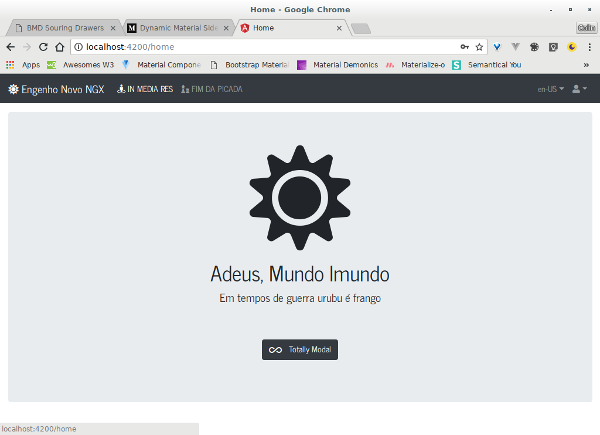 Home - Google Chrome
BMD Souring Drawers
Dynamic Material Side
Home
localhost:4200/home
Apps
Awesomes W3
Material Compone
Bootstrap Material
Material Demonics
Materialize-o
Semantical You
»
Engenho Novo NGX
IN MEDIA RES
FIM DA PICADA
en-US
Adeus, Mundo Imundo
Em tempos de guerra urubu é frango
Totally Modal
localhost:4200/home